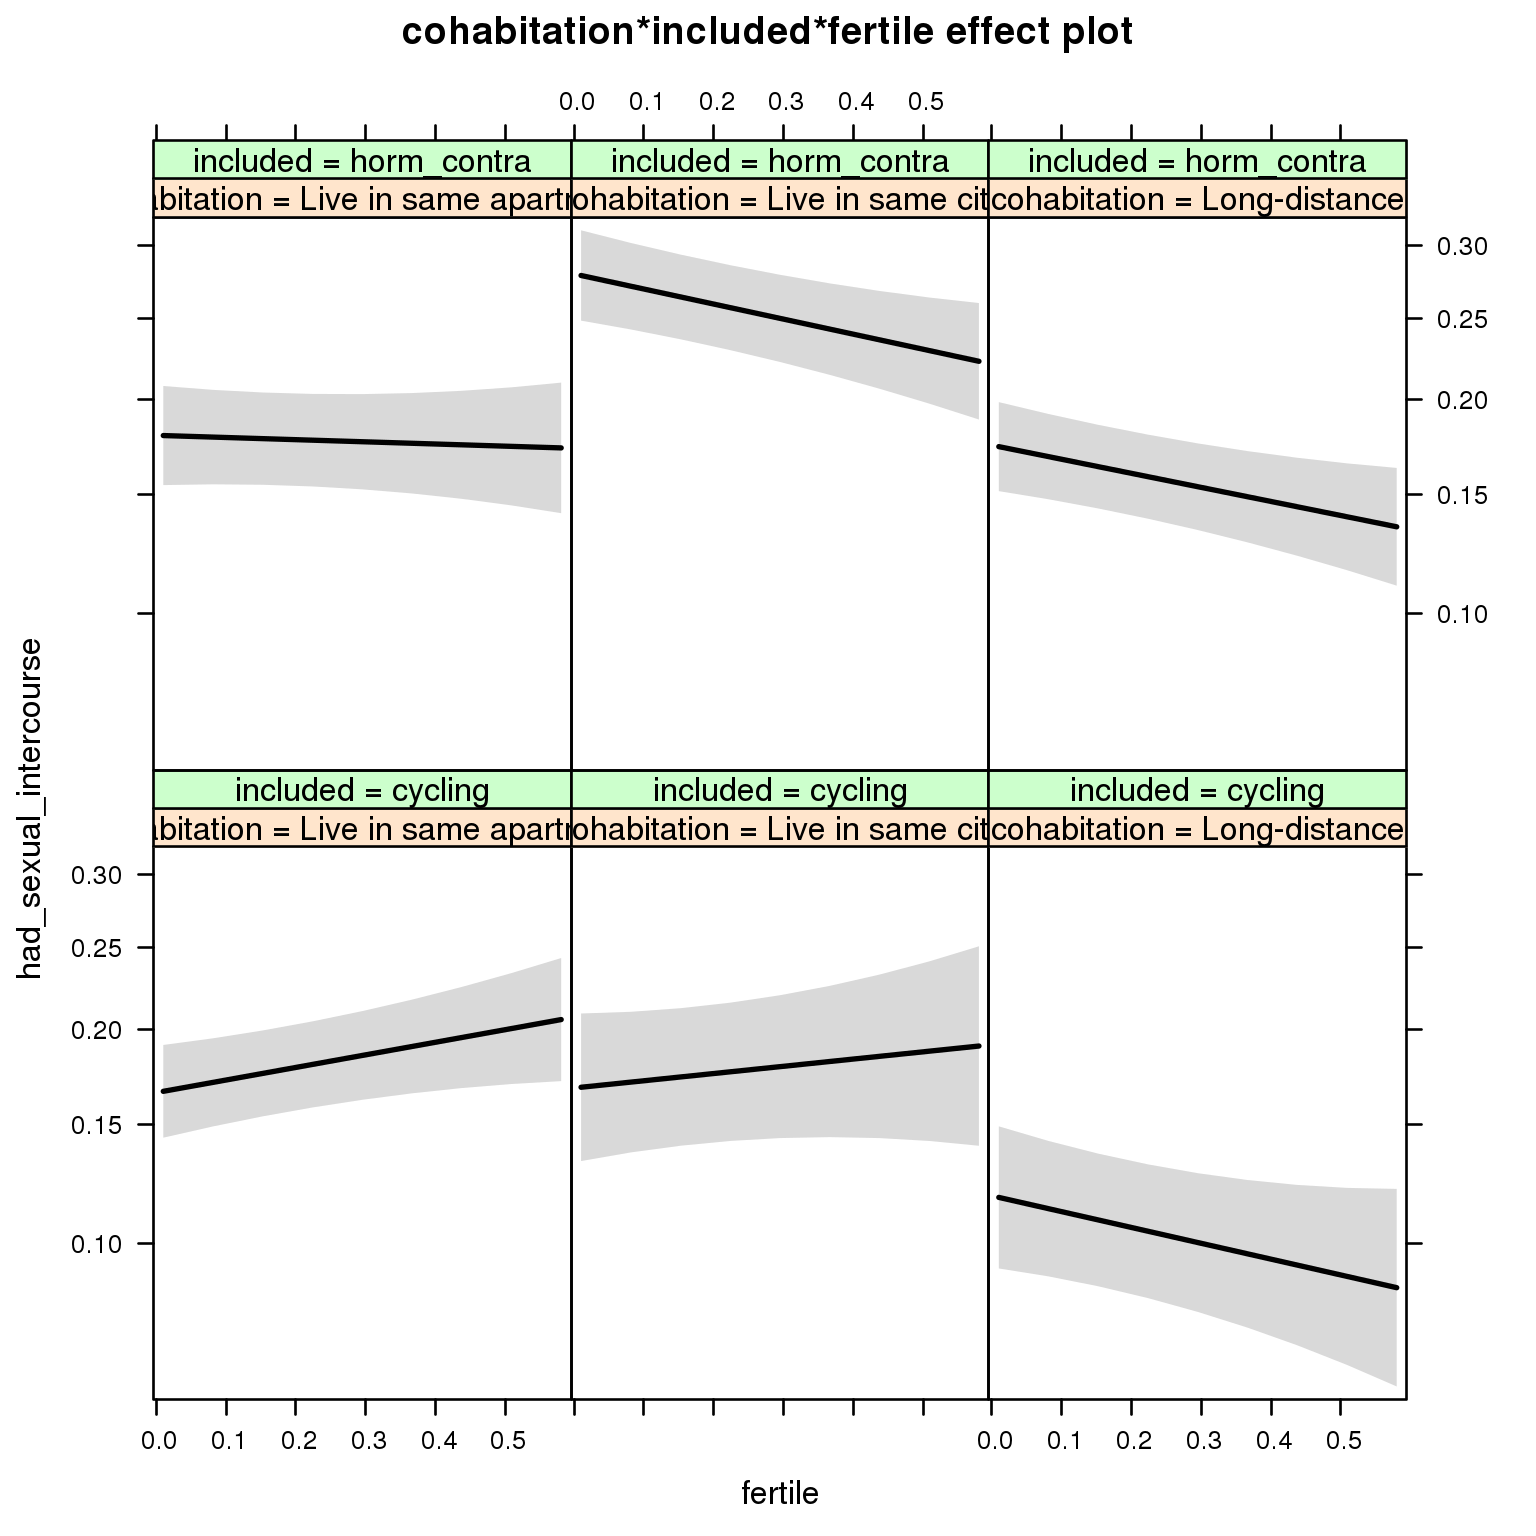 cohabitation*included*fertile effect plot
0.0 0.1 0.2 0.3 0.4 0.5
included = horm_contra included = horm_contra included = horm_contra
abitation = Live in same apartm ohabitation = Live in same cit cohabitation = Long-distance
0.30
0.25
0.20
0.15
0.10
had_sexual_intercourse
included = cycling included = cycling included = cycling
abitation = Live in same apartm ohabitation = Live in same cit cohabitation = Long-distance
0.30
0.25
0.20
0.15
0.10
0.0 0.1 0.2 0.3 0.4 0.5 0.0 0.1 0.2 0.3 0.4 0.5
fertile